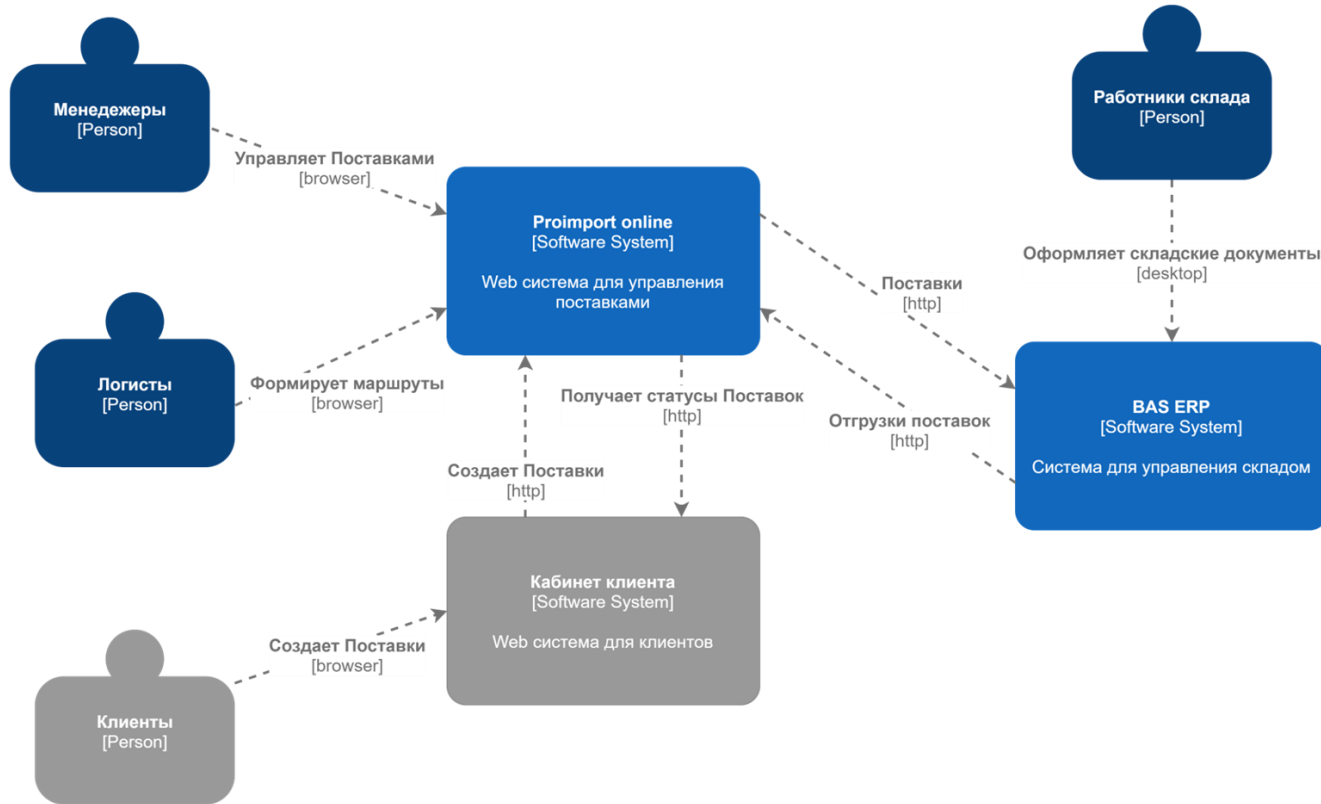 Менедежеры
[Person]
Работники склада
[Person]
Управляет Поставками
[browser]
Proimport online
[Software System]
Web система для управления
поставками
Оформляет складские документы
[desktop]
Поставки
[http]
Логисты
[Person]
Формирует маршруты
[browser]
Получает статусы Поставок
[http]
Отгрузки поставок
[http]
BAS ERP
[Software System]
Система для управления складом
Создает Поставки
[http]
Кабинет клиента
[Software System]
Web система для клиентов
Создает Поставки
[browser]
Клиенты
[Person]